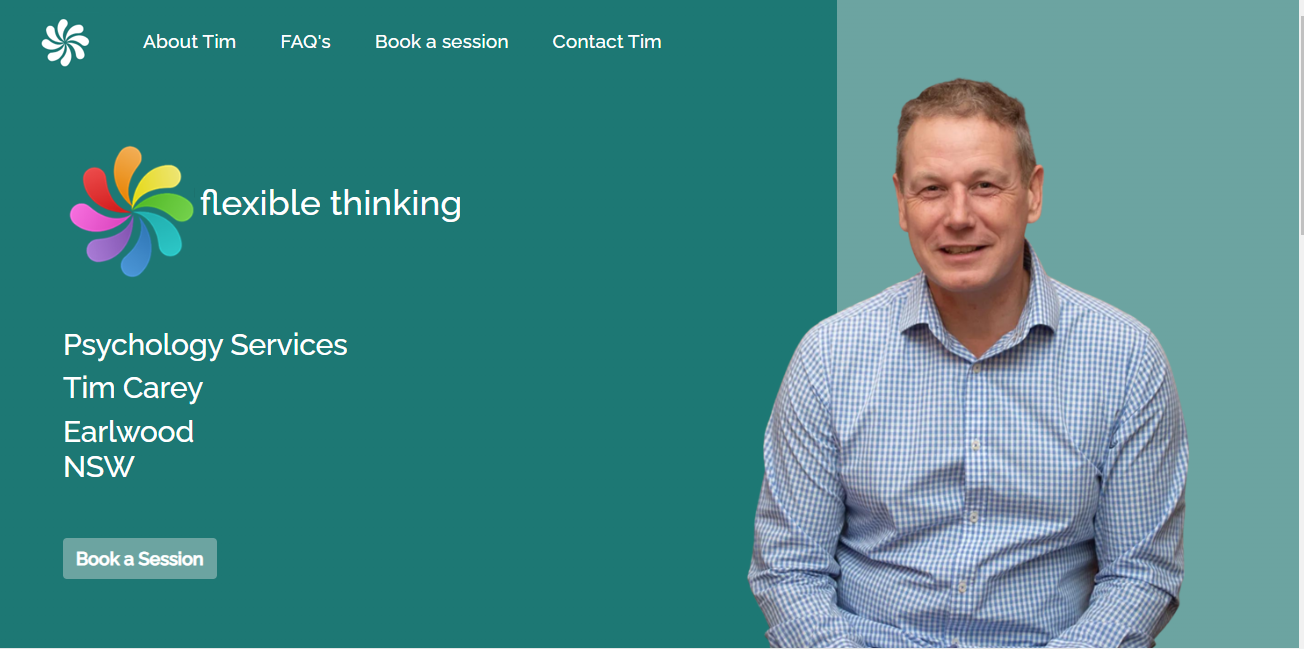 About Tim FAQ's Book a session Contact Tim
flexible thinking
Psychology Services
Tim Carey
Earlwood
NSW
Book a Session